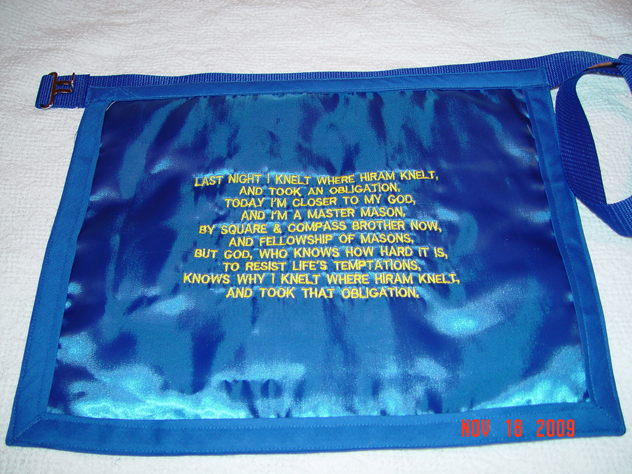 LAST NIGHT I KNELT WHERE HIRAM KNELT,
AND TOOK AN OBLIGATION,
TODAY I'M CLOSER TO MY GOD,
AND I'M A MASTER MASON,
BY SQUARE & COMPASS BROTHER NOW,
AND FELLOWSHIP OF MASONS,
BUT GOD, WHO KNOWS HOW HARD IT IS,
TO RESIST LIFE'S TEMPTATIONS,
KNOWS WHY I KNELT WHERE HIRAM KNELT,
AND TOOK THAT OBLIGATION.
NOV 18 2009